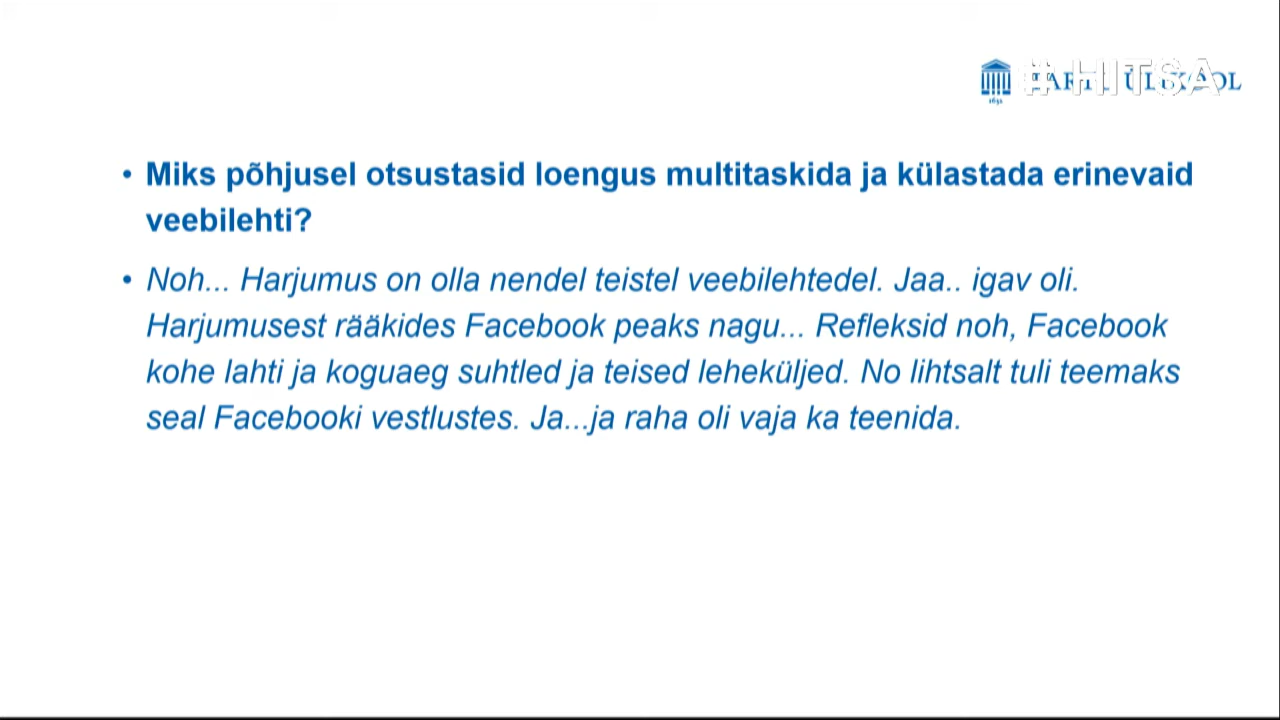 # HITSA
1632
• Miks põhjusel otsustasid loengus multitaskida ja külastada erinevaid
veebilehti?
• Noh... Harjumus on olla nendel teistel veebilehtedel. Jaa.. igav oli.
Harjumusest rääkides Facebook peaks nagu... Refleksid noh, Facebook
kohe lahti ja koguaeg suhtled ja teised leheküljed. No lihtsalt tuli teemaks
seal Facebooki vestlustes. Ja...ja raha oli vaja ka teenida.